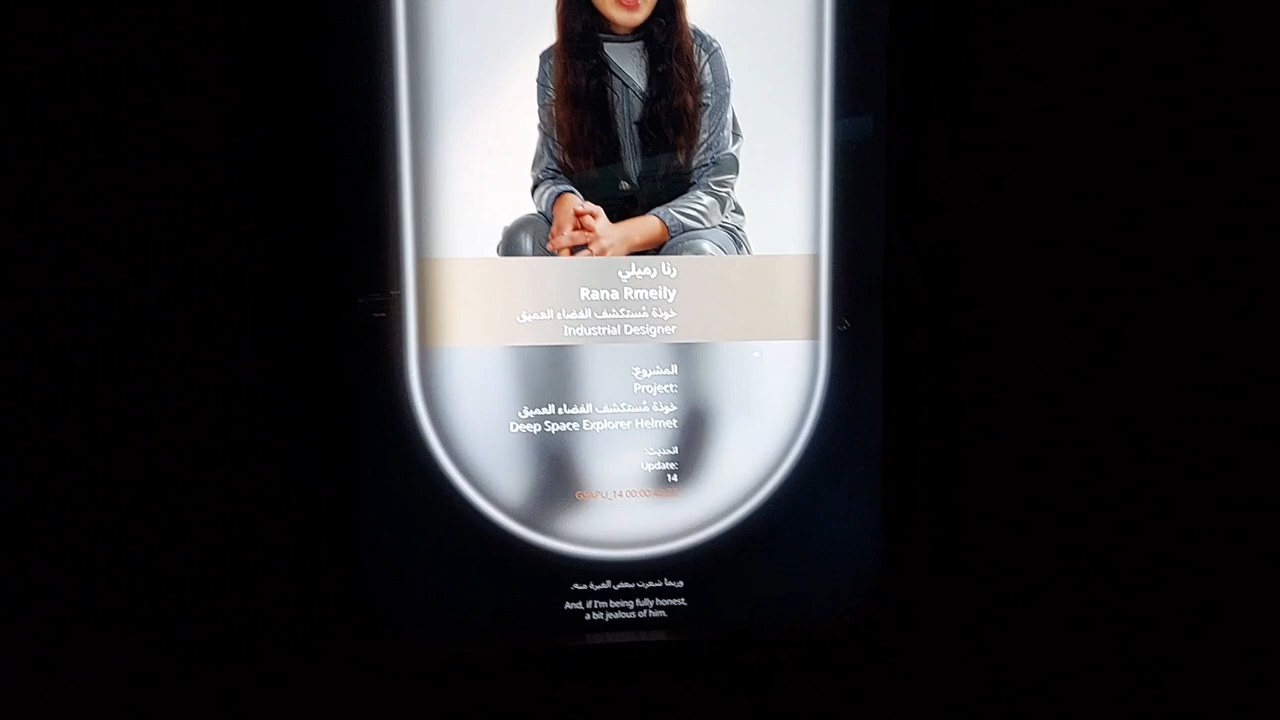 رنا رميلي
Rana Rmeily
خوذة مُستكشف الفضاء العميق
Industrial Designer
المشروع:
Project:
خوذة مُستكشف الفضاء العميق
Deep Space Explorer Helmet
التحديث:
Update:
14
وربما شعرت ببعض الغيرة منه.
And, if I'm being fully honest,
a bit jealous of him.